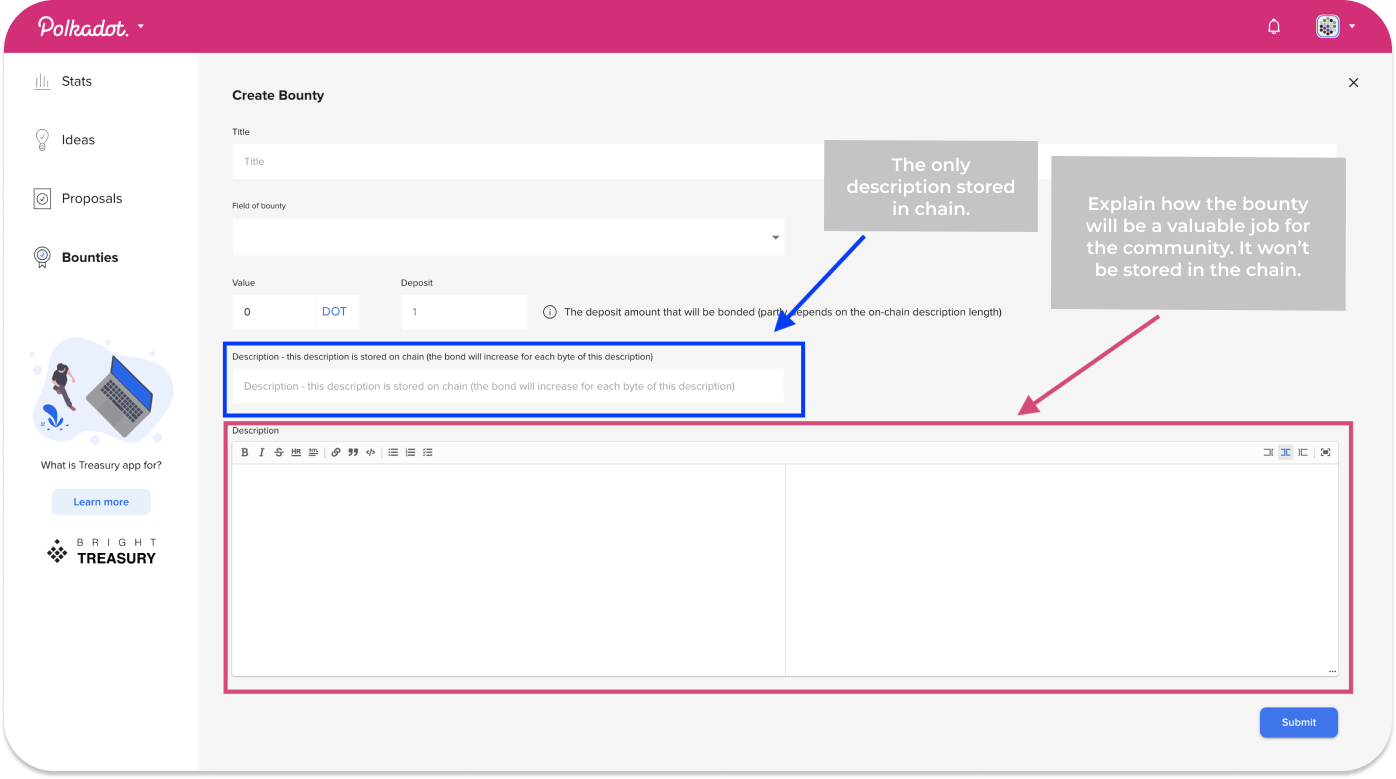 Polkadot.
Stats
Ideas
Proposals
Bounties
What is Treasury app for?
Learn more
BRIGHT
TREASURY
Create Bounty
Title
Title
The only
description stored
in chain.
Explain how the bounty
will be a valuable job for
the community. It won't
be stored in the chain.
Field of bounty
Value
Deposit
0
DOT
1
The deposit amount that will be bonded (partly depends on the on-chain description length)
Description - this description is stored on chain (the bond will increase for each byte of this description)
Description - this description is stored on chain (the bond will increase for each byte of this description)
Description
B I S HR
Submit